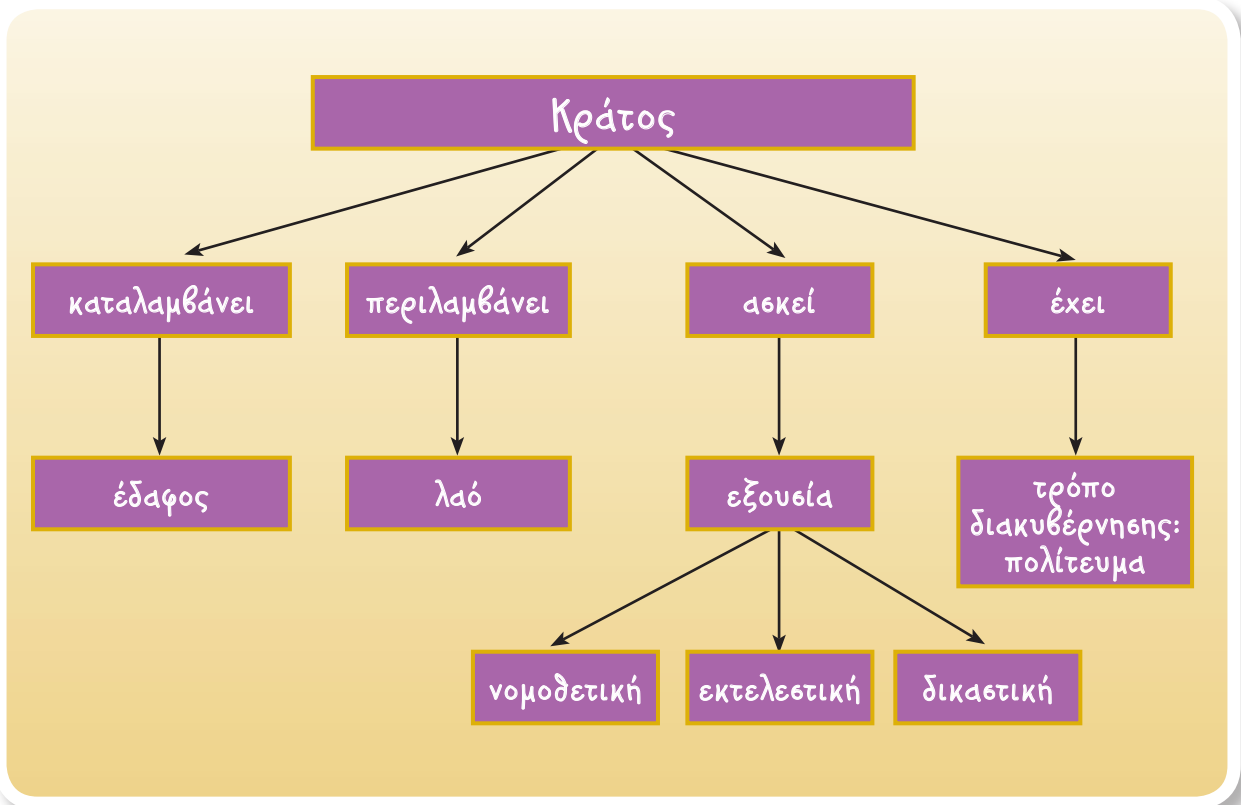 Κράτος
καταλαμβάνει
περιλαμβάνει
ασκεί
έχει
έδαφος
λαό
εξουσία
τρόπο
διακυβέρνησης:
πολίτευμα
νομοθετική
εκτελεστική
δικαστική